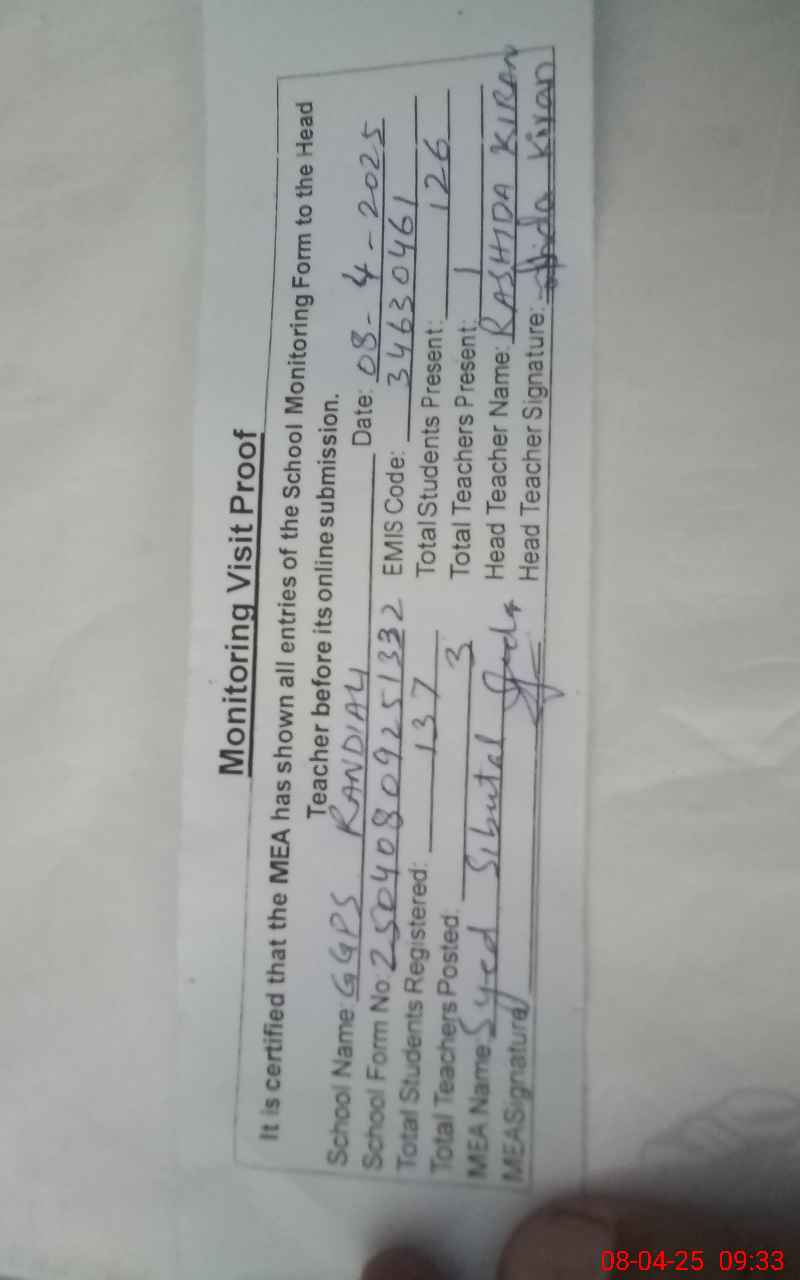 Monitoring Visit Proof
It is certified that the MEA has shown all entries of the School Monitoring Form to the Head
Teacher before its online submission.
School Name: GGPS RANDIAL Date: 08-4-2025
School Form No: 25040809251332 EMIS Code: 34630461
Total Students Registered: 137 Total Students Present: 126
Total Teachers Posted: 3 Total Teachers Present: 1
MEA Name: Syed Sibutal Head Teacher Name: RASHIDA KIRAN
MEA Signature Head Teacher Signature: Kiran
08-04-25 09:33